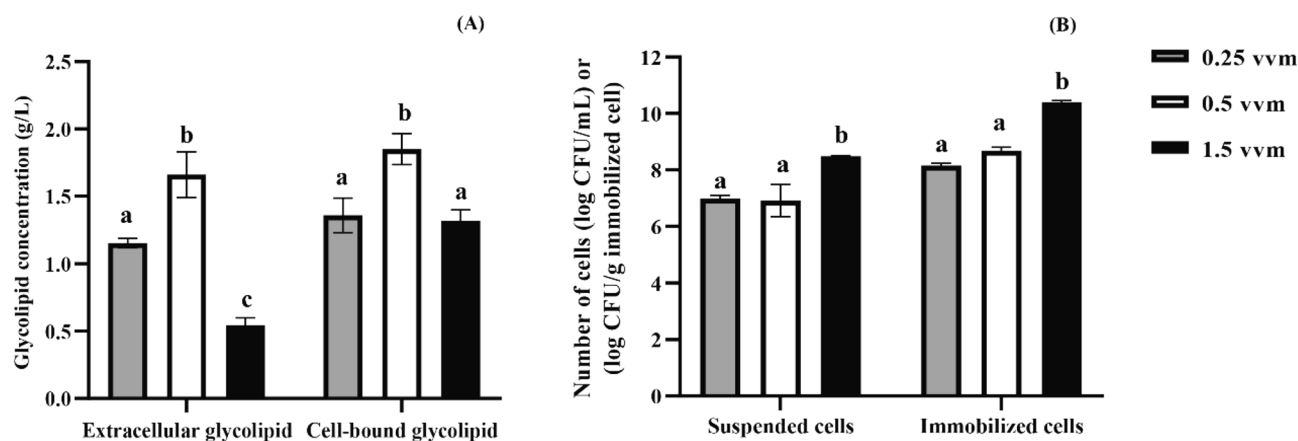 (A)
Glycolipid concentration (g/L)
2.5
2.0
1.5
1.0
0.5
0.0
a
b
c
a
b
a
Extracellular glycolipid
Cell-bound glycolipid
(B)
Number of cells (log CFU/mL) or
(log CFU/g immobilized cell)
12
10
8
6
4
2
0
a
a
b
a
a
b
Suspended cells
Immobilized cells
0.25 vvm
0.5 vvm
1.5 vvm